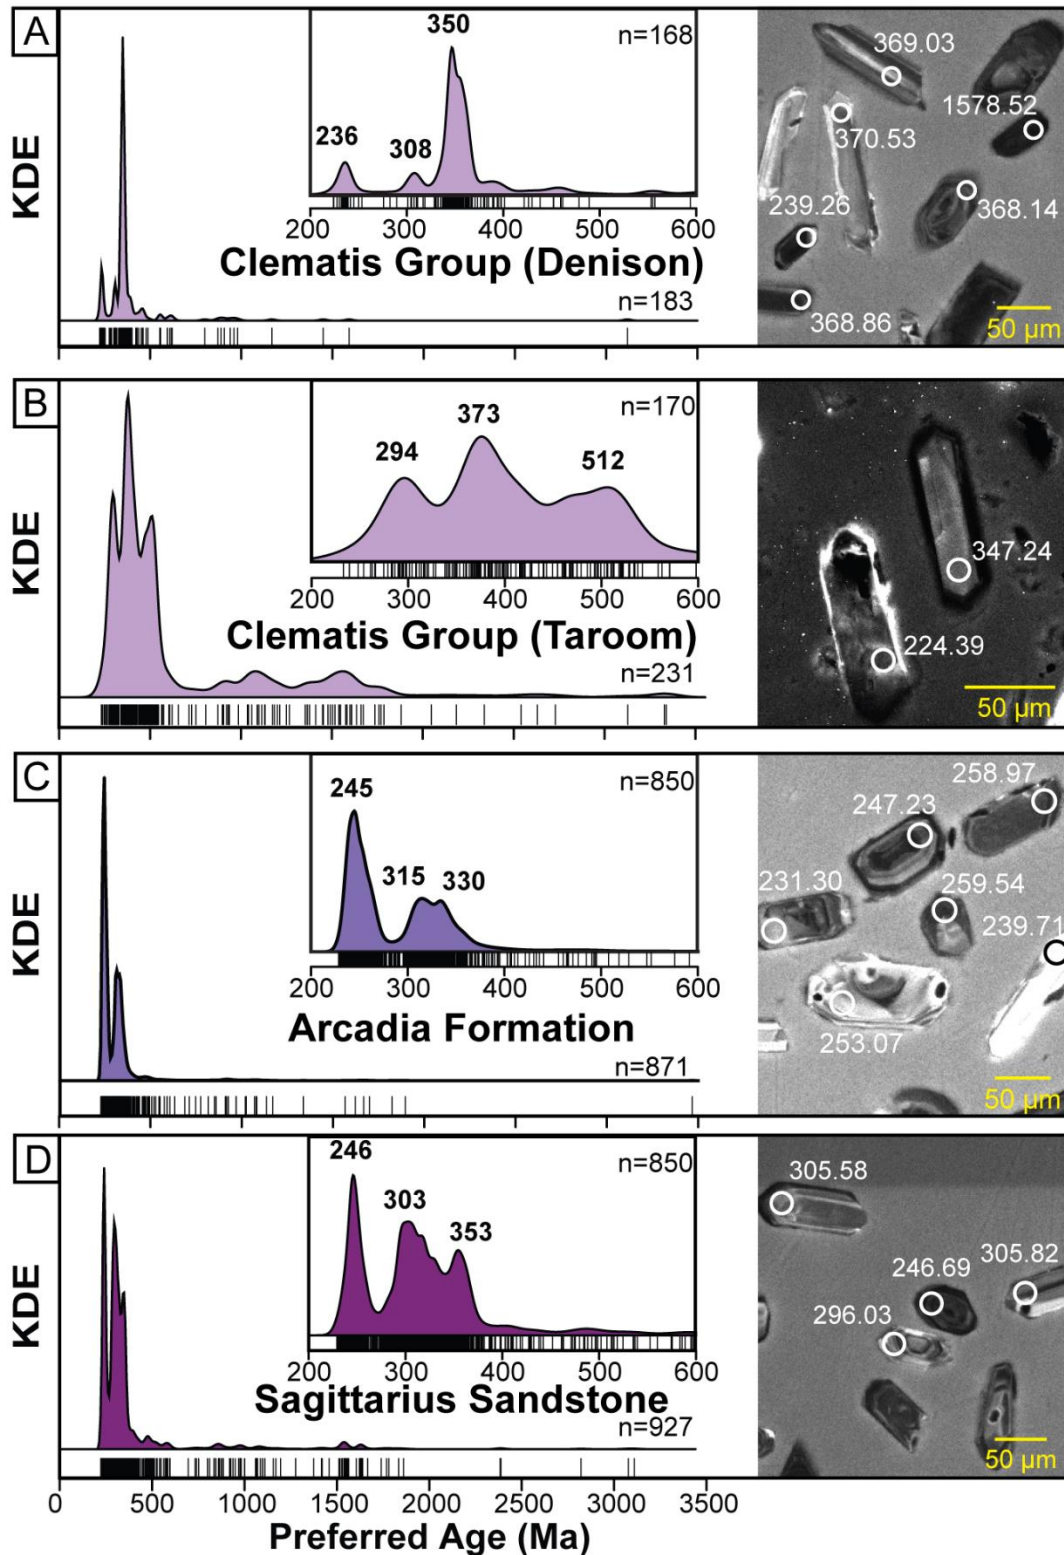 A
KDE
350
n=168
236
308
200 300 400 500 600
Clematis Group (Denison)
n=183
369.03
1578.52
370.53
239.26
368.14
368.86
50 µm
B
373
n=170
294
512
200 300 400 500 600
Clematis Group (Taroom)
n=231
347.24
224.39
50 µm
C
KDE
245
n=850
315 330
200 300 400 500 600
Arcadia Formation
n=871
258.97
247.23
231.30
259.54
239.71
253.07
50 µm
D
KDE
246
n=850
303
353
200 300 400 500 600
Sagittarius Sandstone
n=927
305.58
305.82
246.69
296.03
50 µm
0 500 1000 1500 2000 2500 3000 3500
Preferred Age (Ma)